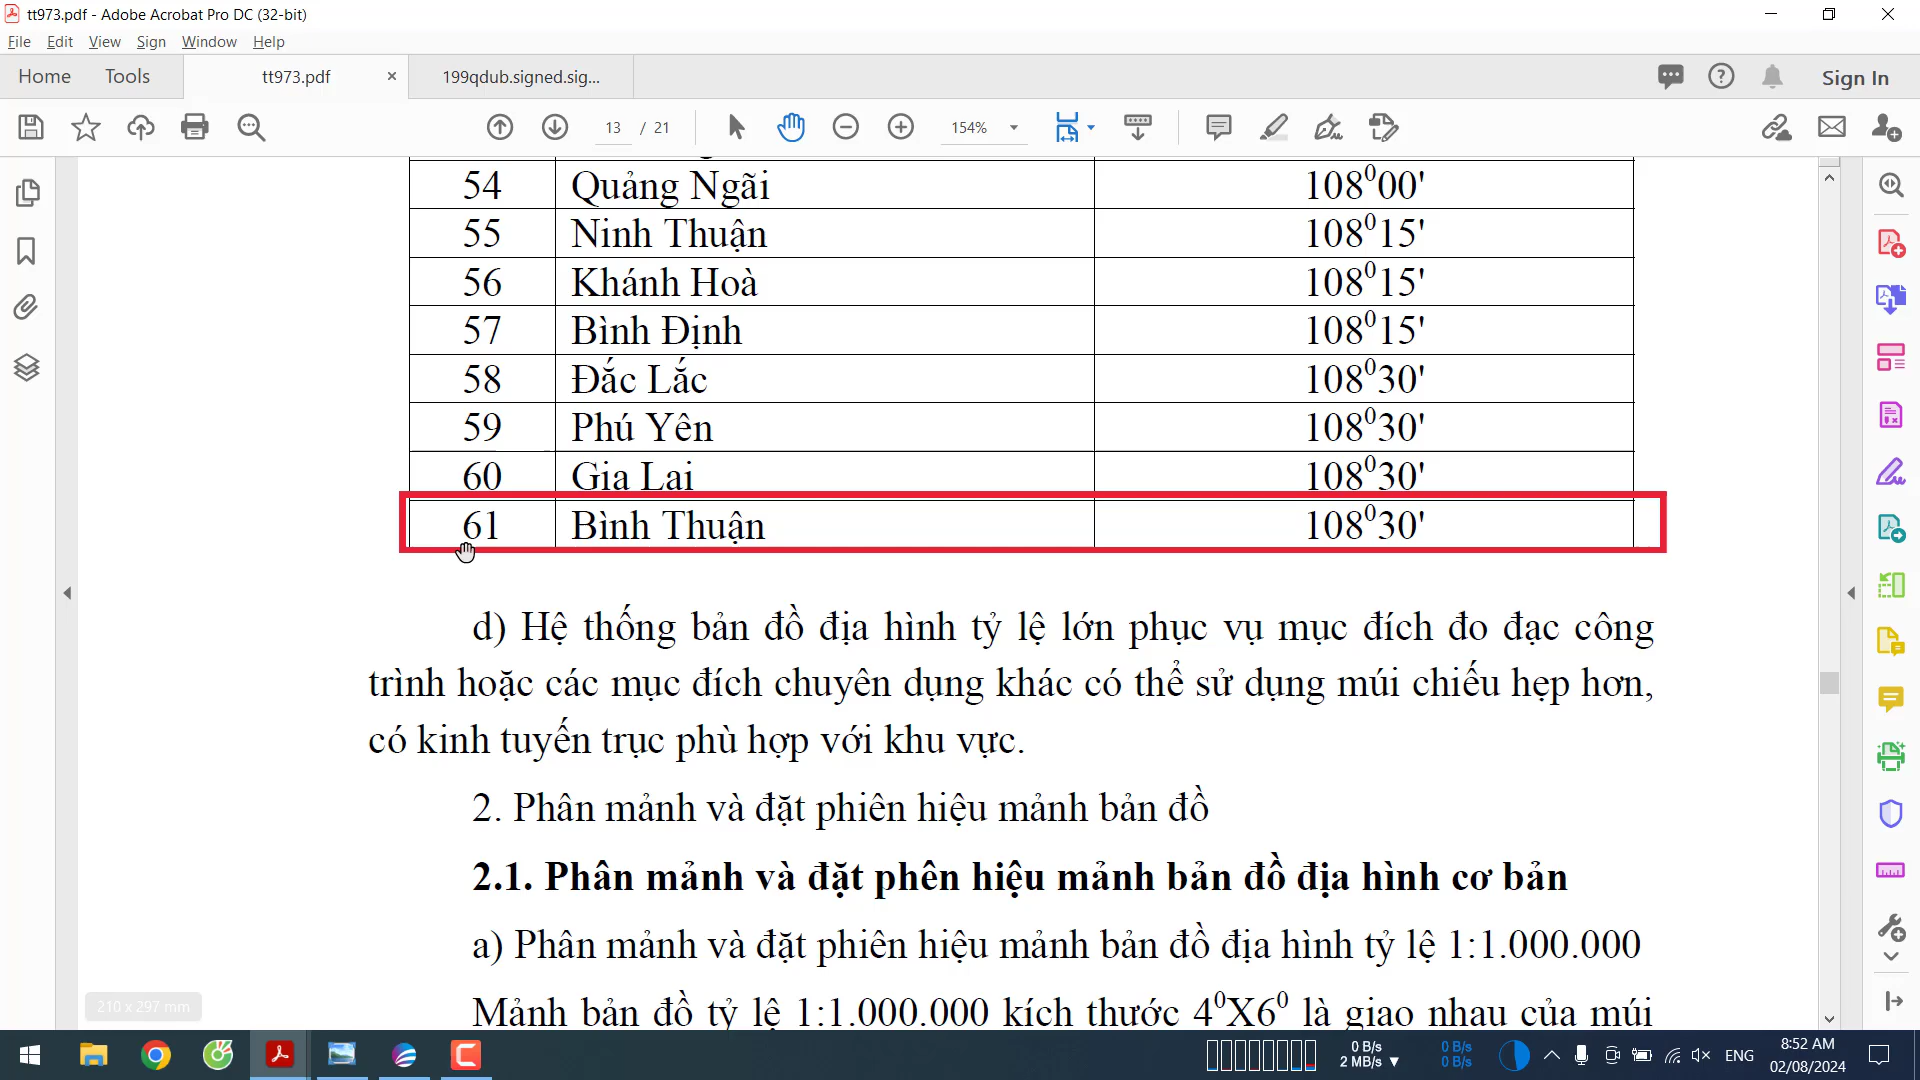 tt973.pdf - Adobe Acrobat Pro DC (32-bit)
File Edit View Sign Window Help
Home Tools tt973.pdf 199qdub.signed.sig... Sign In
13 / 21 154%
54 Quảng Ngãi 108⁰00'
55 Ninh Thuận 108⁰15'
56 Khánh Hoà 108⁰15'
57 Bình Định 108⁰15'
58 Đắc Lắc 108⁰30'
59 Phú Yên 108⁰30'
60 Gia Lai 108⁰30'
61 Bình Thuận 108⁰30'
d) Hệ thống bản đồ địa hình tỷ lệ lớn phục vụ mục đích đo đạc công
trình hoặc các mục đích chuyên dụng khác có thể sử dụng múi chiếu hẹp hơn,
có kinh tuyến trục phù hợp với khu vực.
2. Phân mảnh và đặt phiên hiệu mảnh bản đồ
2.1. Phân mảnh và đặt phên hiệu mảnh bản đồ địa hình cơ bản
a) Phân mảnh và đặt phiên hiệu mảnh bản đồ địa hình tỷ lệ 1:1.000.000
Mảnh bản đồ tỷ lệ 1:1.000.000 kích thước 4⁰X6⁰ là giao nhau của múi
210 x 297 mm
0 B/s 0 B/s 8:52 AM
2 MB/s 0 B/s ENG 02/08/2024